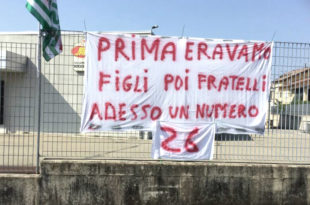 PRIMA ERAVAMO
FIGLI POI FRATELLI
ADESSO UN NUMERO
26